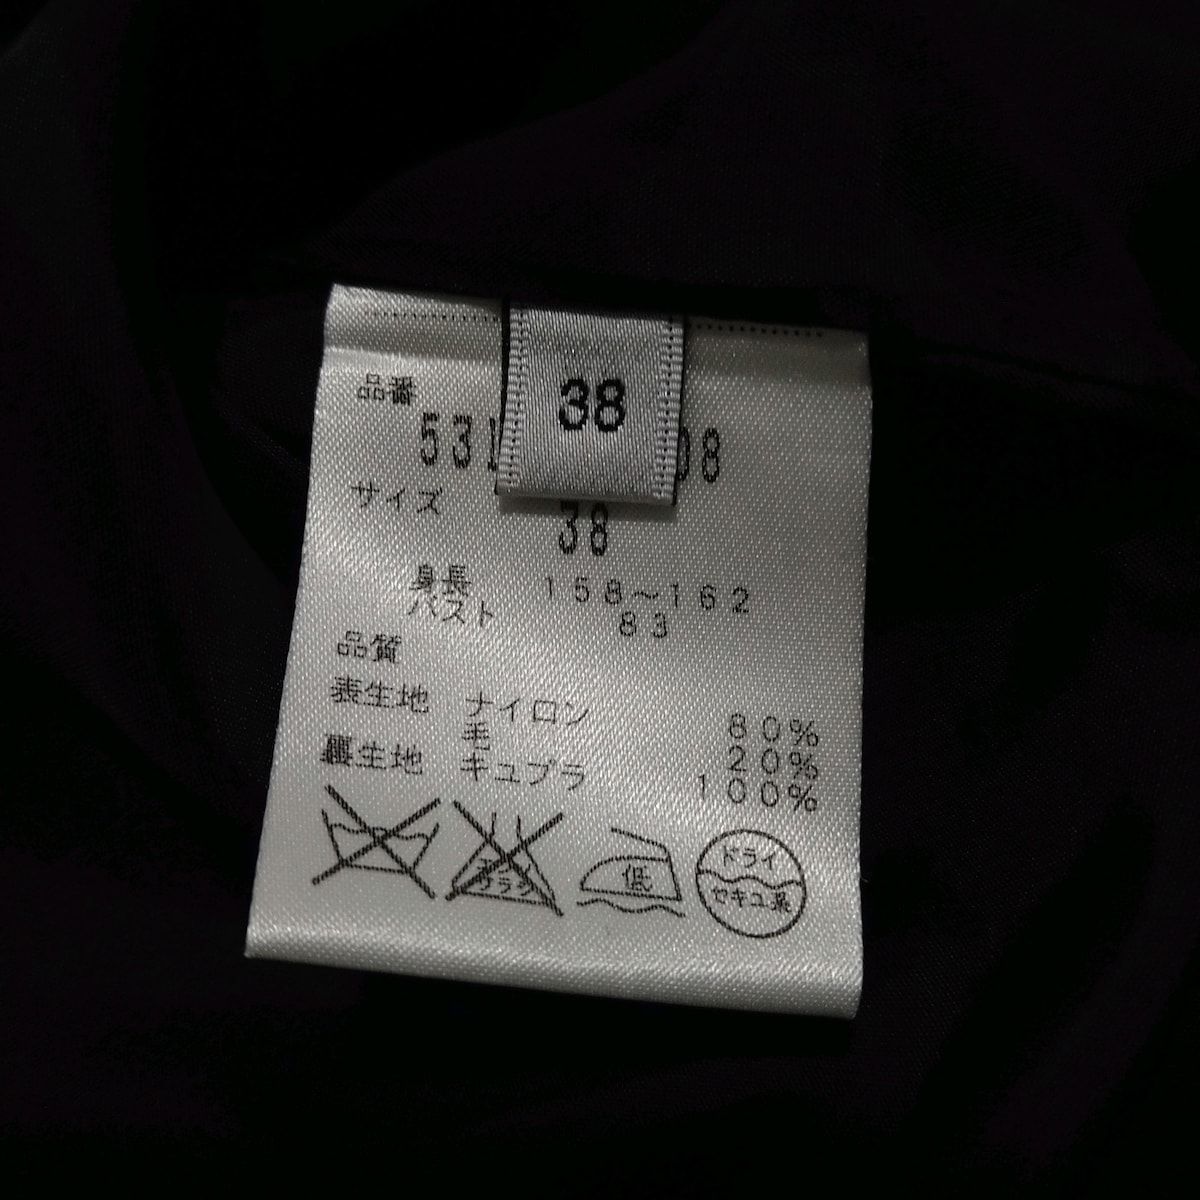 38
品番
サイズ
38
身長 158~162
バスト 83
品質
表生地 ナイロン 80%
毛 20%
裏生地 キュプラ 100%
低
ドライ
セキユ系